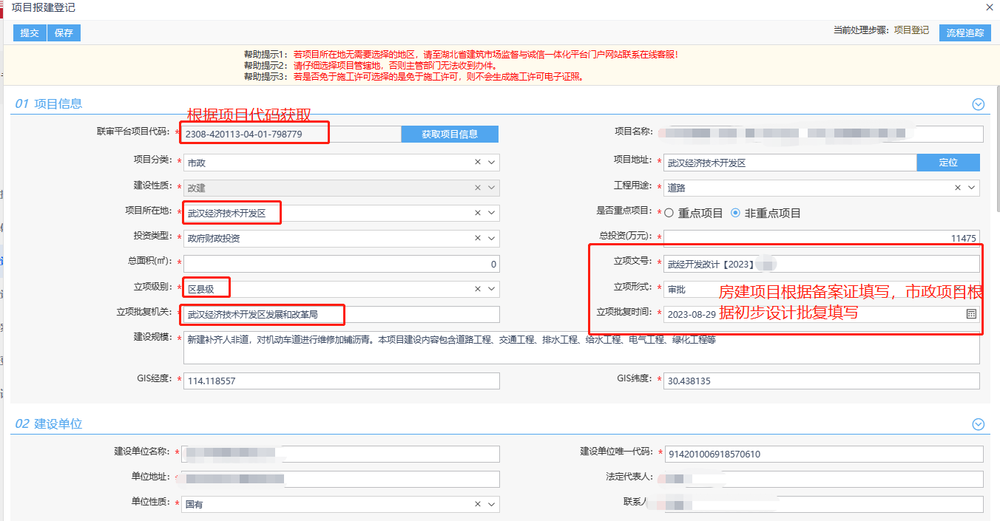 项目报建登记
提交 保存 当前处理步骤：项目登记 流程追踪
帮助提示1：若项目所在地无需要选择的地区，请至湖北省建筑市场监督与诚信一体化平台门户网站联系在线客服！
帮助提示2：请仔细选择项目管辖地，否则主管部门无法收到办件。
帮助提示3：若是否免于施工许可选择的是免于施工许可，则不会生成施工许可电子证照。
01 项目信息
根据项目代码获取
联审平台项目代码：* 2308-420113-04-01-798779 获取项目信息 项目名称：
项目分类：* 市政 项目地址：* 武汉经济技术开发区 定位
建设性质：* 改建 工程用途：* 道路
项目所在地：* 武汉经济技术开发区 是否重点项目：* 重点项目 非重点项目
投资类型：* 政府财政投资 总投资(万元)：* 11475
总面积(㎡)：* 0 立项文号：* 武经开发改计【2023】
立项级别：* 区县级 立项形式：* 审批
房建项目根据备案证填写，市政项目根
据初步设计批复填写
立项批复机关：* 武汉经济技术开发区发展和改革局 立项批复时间：* 2023-08-29
建设规模：* 新建补齐人非道，对机动车道进行维修加铺沥青。本项目建设内容包含道路工程、交通工程、排水工程、给水工程、电气工程、绿化工程等
GIS经度：* 114.118557 GIS纬度：* 30.438135
02 建设单位
建设单位名称：* 建设单位唯一代码：* 914201006918570610
单位地址： 法定代表人：
单位性质：* 国有 联系人